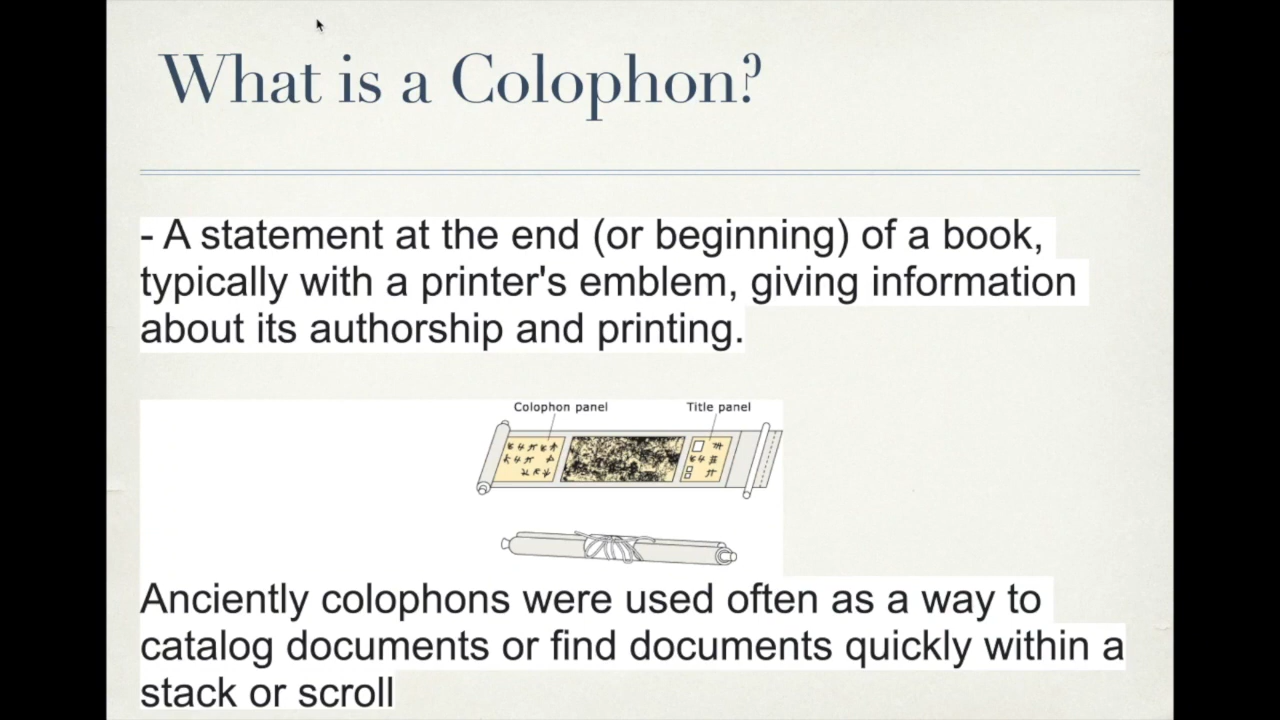 What is a Colophon?
- A statement at the end (or beginning) of a book,
typically with a printer's emblem, giving information
about its authorship and printing.
Colophon panel
Title panel
Anciently colophons were used often as a way to
catalog documents or find documents quickly within a
stack or scroll